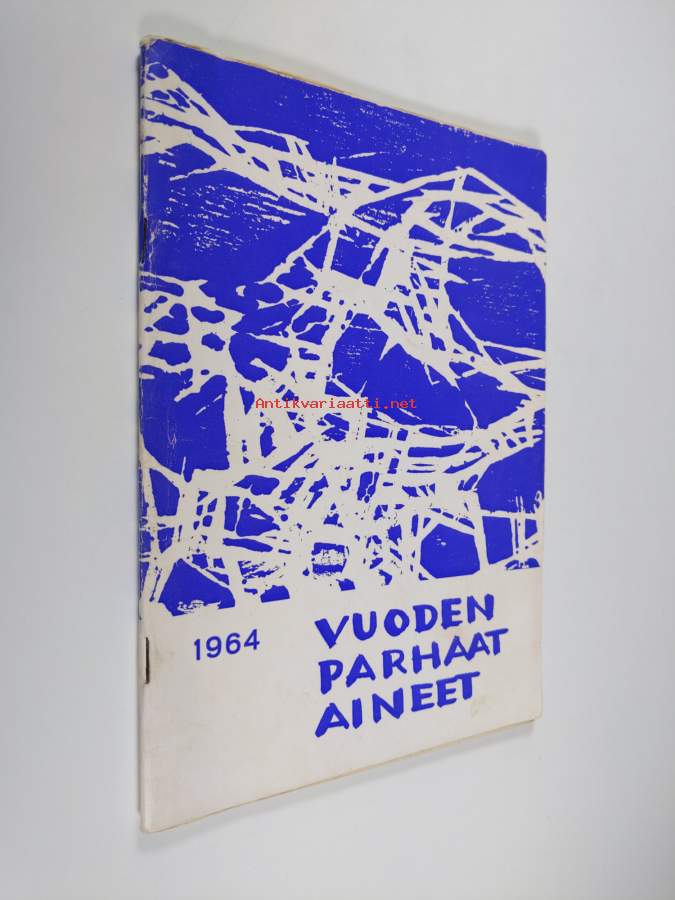 Antikvariaatti.net
1964
VUODEN
PARHAAT
AINEET